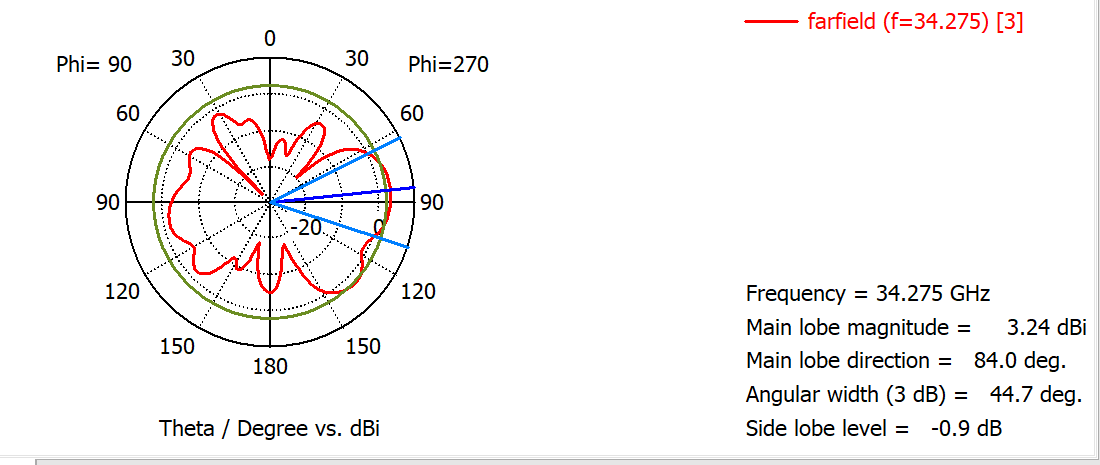 farfield (f=34.275) [3]
0
Phi= 90 30 30 Phi=270
60 60
90 90
-20 0
120 120
150 150
180
Theta / Degree vs. dBi
Frequency = 34.275 GHz
Main lobe magnitude = 3.24 dBi
Main lobe direction = 84.0 deg.
Angular width (3 dB) = 44.7 deg.
Side lobe level = -0.9 dB